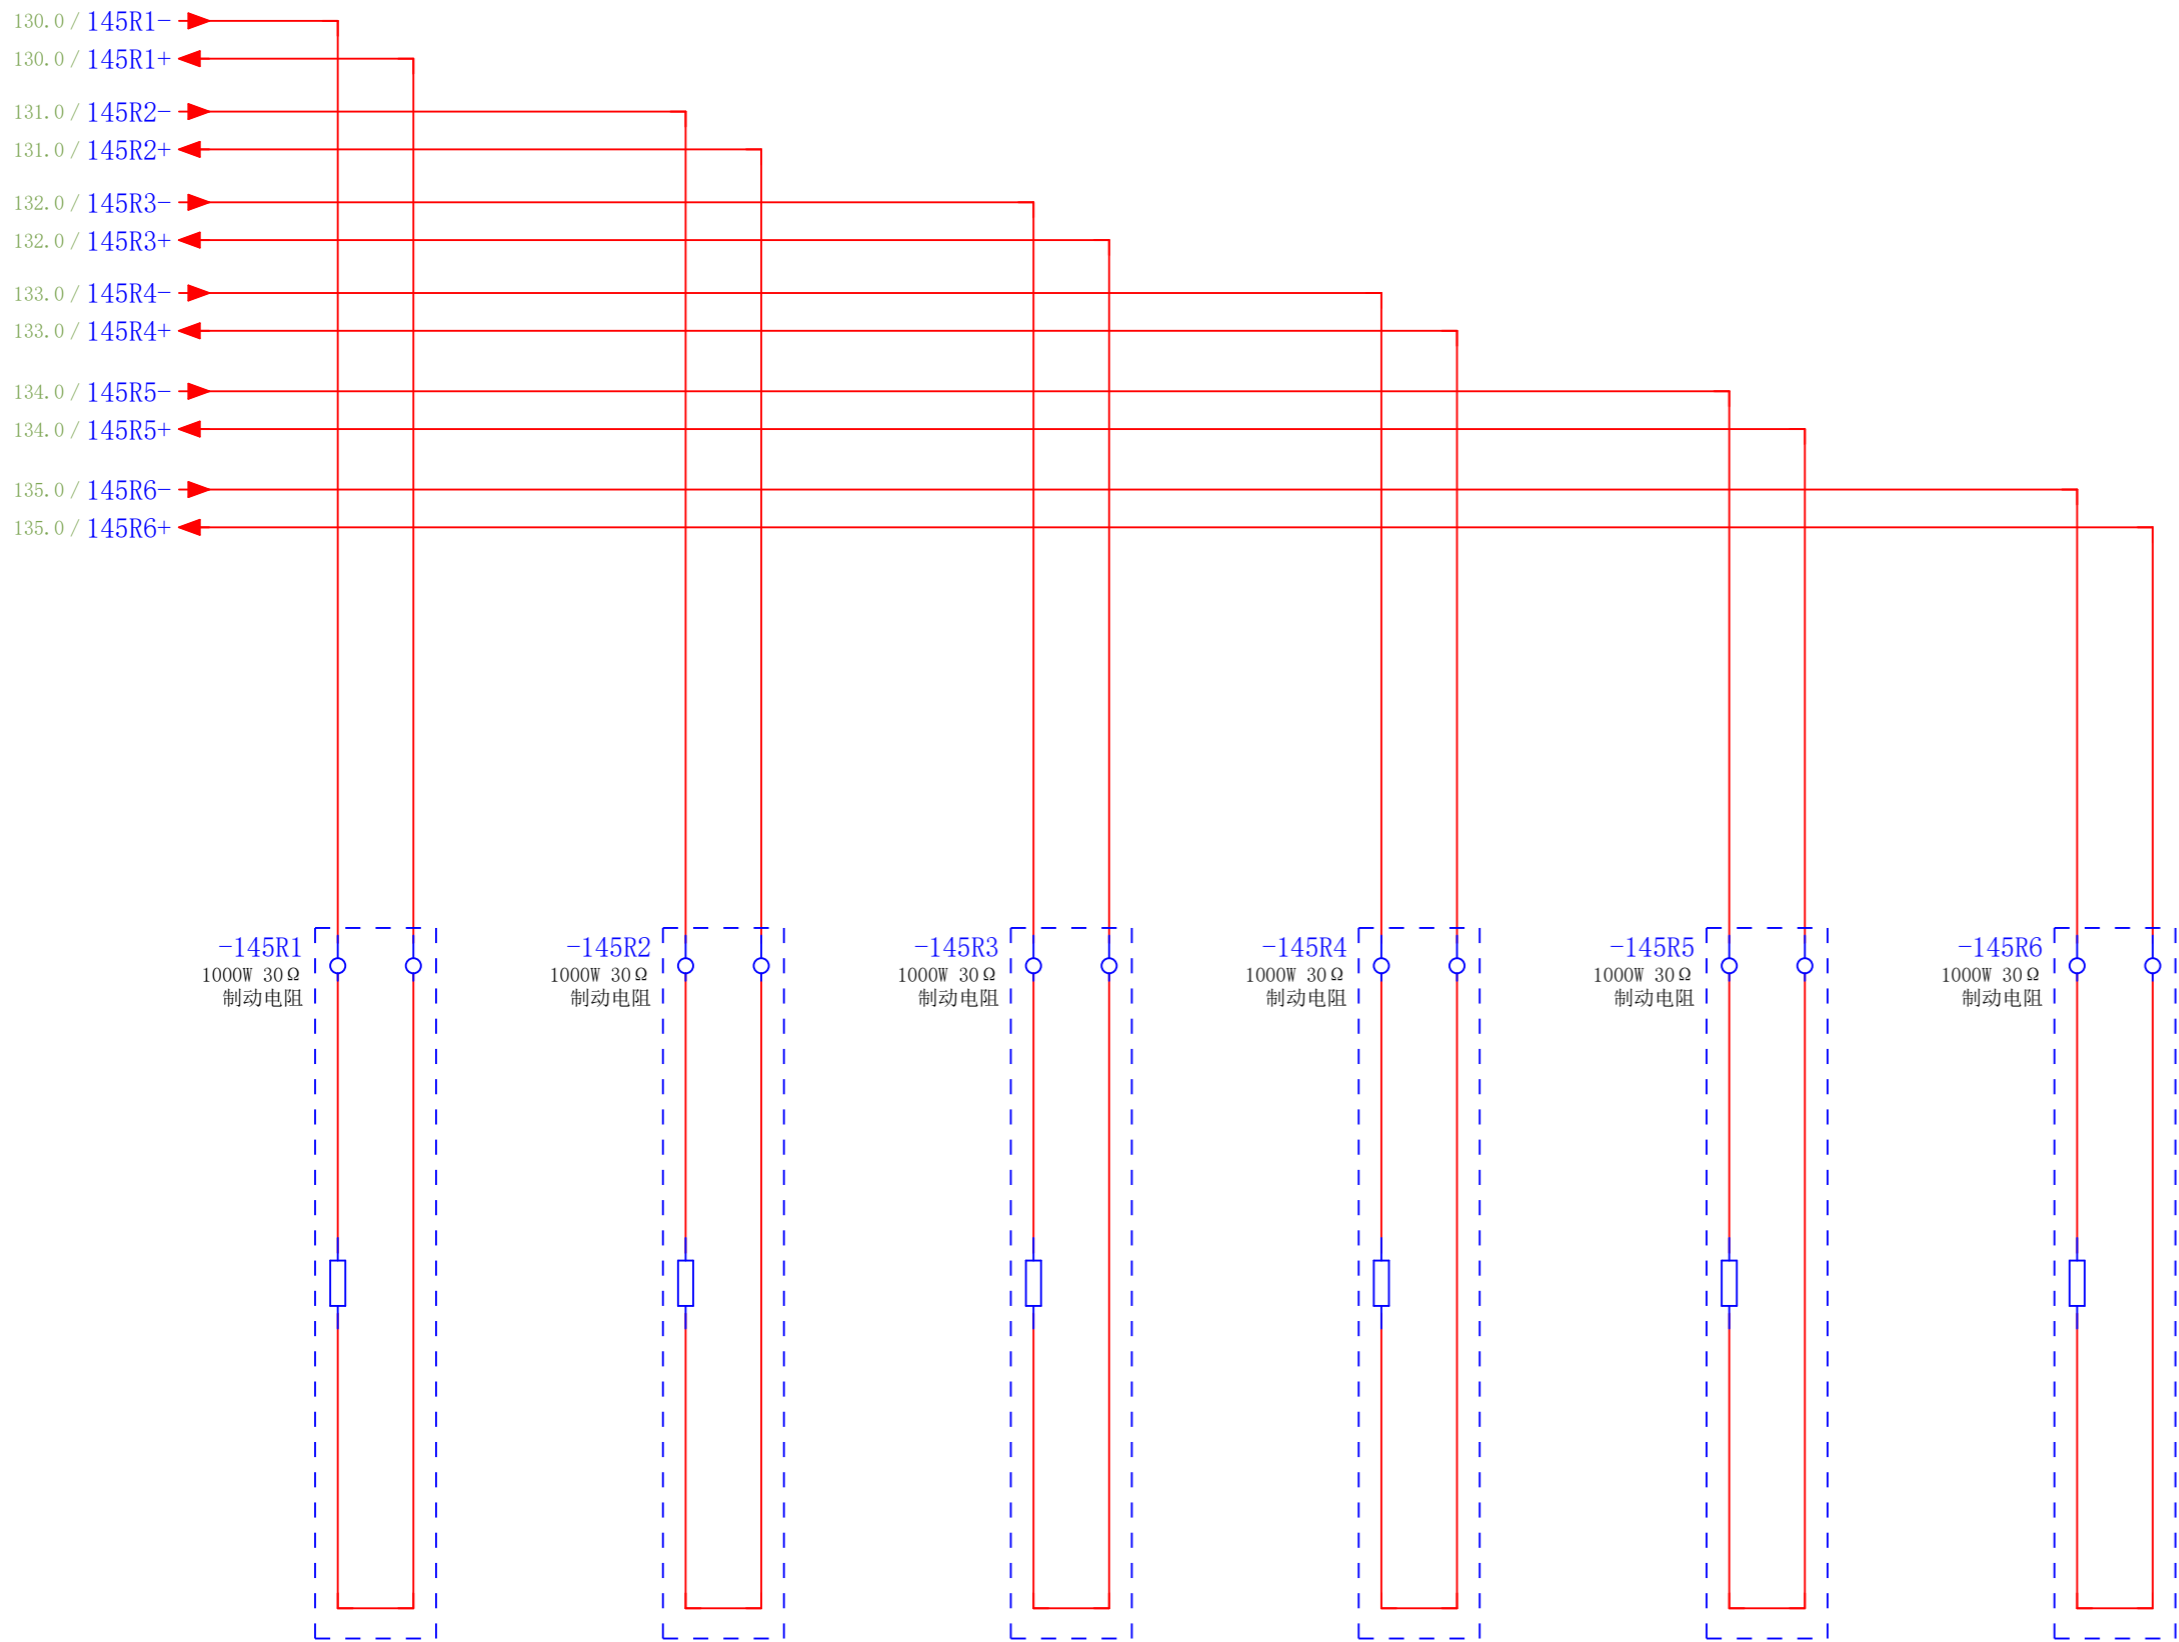 130.0 / 145R1-
130.0 / 145R1+
131.0 / 145R2-
131.0 / 145R2+
132.0 / 145R3-
132.0 / 145R3+
133.0 / 145R4-
133.0 / 145R4+
134.0 / 145R5-
134.0 / 145R5+
135.0 / 145R6-
135.0 / 145R6+
-145R1
1000W 30Ω
制动电阻
-145R2
1000W 30Ω
制动电阻
-145R3
1000W 30Ω
制动电阻
-145R4
1000W 30Ω
制动电阻
-145R5
1000W 30Ω
制动电阻
-145R6
1000W 30Ω
制动电阻